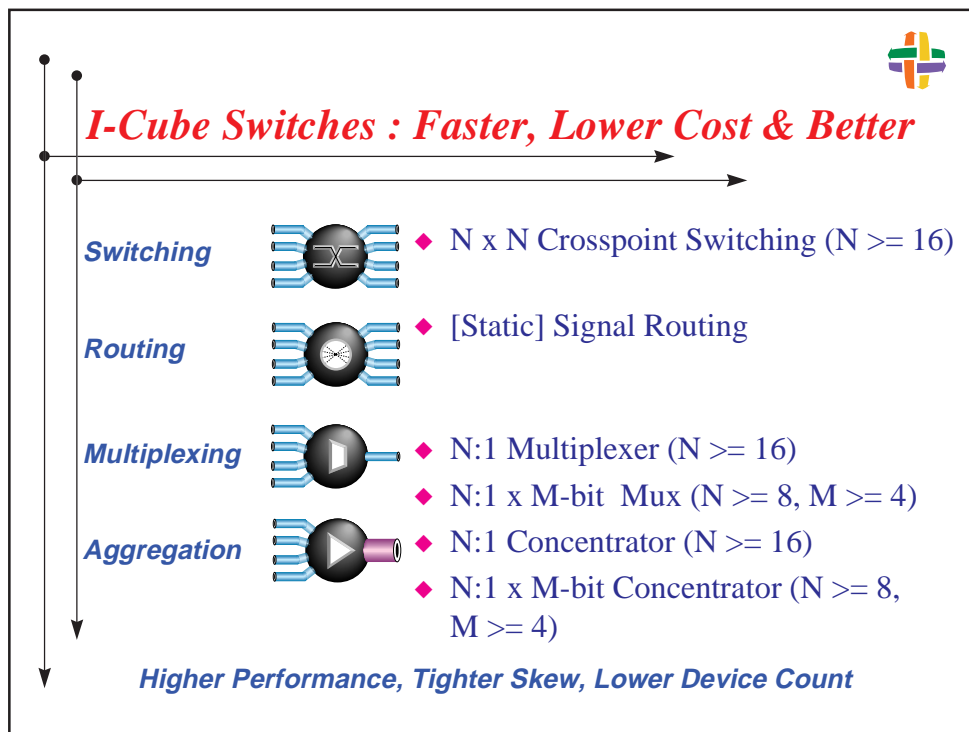 I-Cube Switches : Faster, Lower Cost & Better
Switching
◆ N x N Crosspoint Switching (N >= 16)
Routing
◆ [Static] Signal Routing
Multiplexing
◆ N:1 Multiplexer (N >= 16)
◆ N:1 x M-bit Mux (N >= 8, M >= 4)
Aggregation
◆ N:1 Concentrator (N >= 16)
◆ N:1 x M-bit Concentrator (N >= 8,
M >= 4)
Higher Performance, Tighter Skew, Lower Device Count